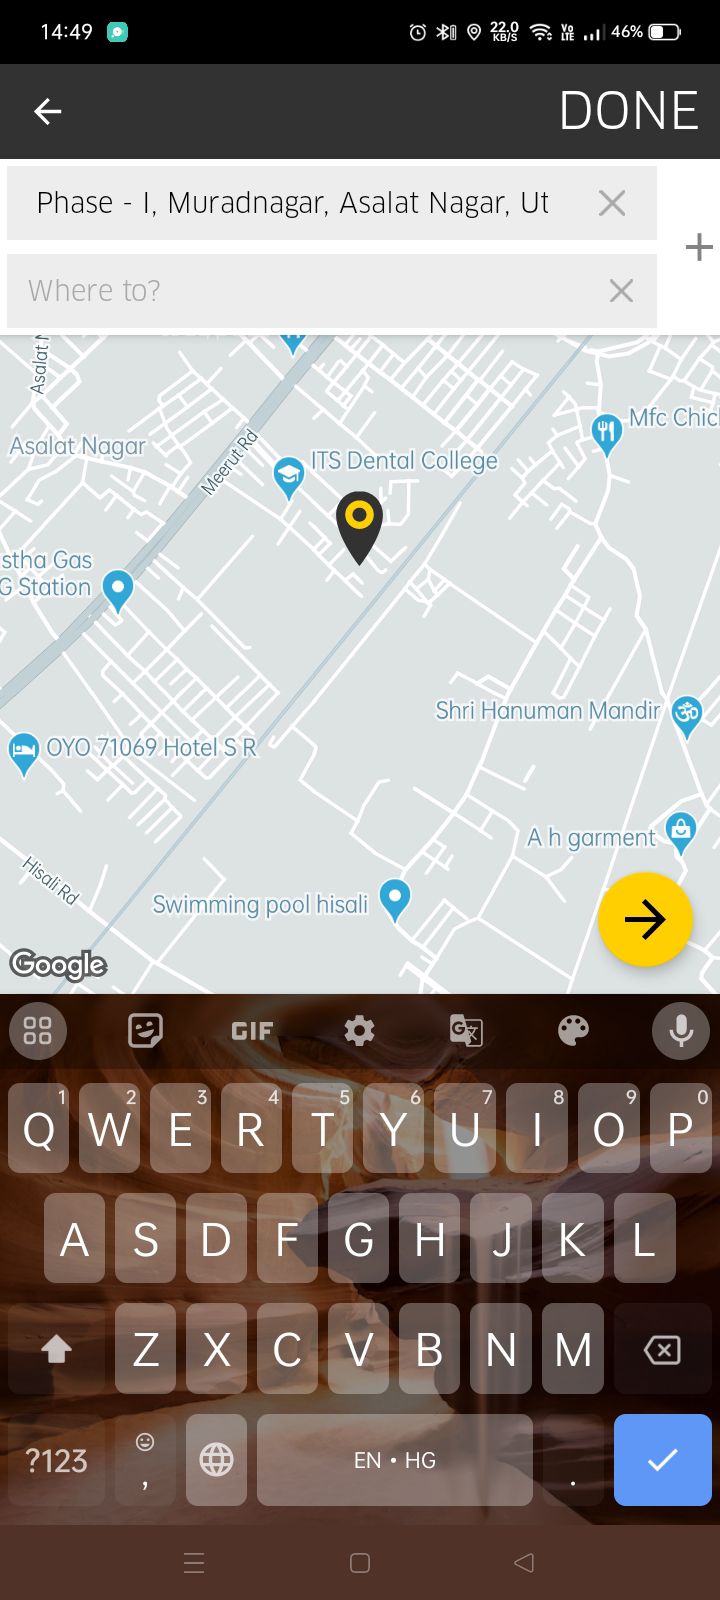 14:49
22.0
KB/S
Vo
LTE
46%
DONE
Phase - I, Muradnagar, Asalat Nagar, Ut
Where to?
Asalat N
Meerut Rd
Mfc Chic
Asalat Nagar
ITS Dental College
stha Gas
G Station
Shri Hanuman Mandir
ॐ
OYO 71069 Hotel S R
A h garment
Hisali Rd
Swimming pool hisali
Google
GIF
1 2 3 4 5 6 7 8 9 0
Q W E R T Y U I O P
A S D F G H J K L
Z X C V B N M
?123 , EN • HG .